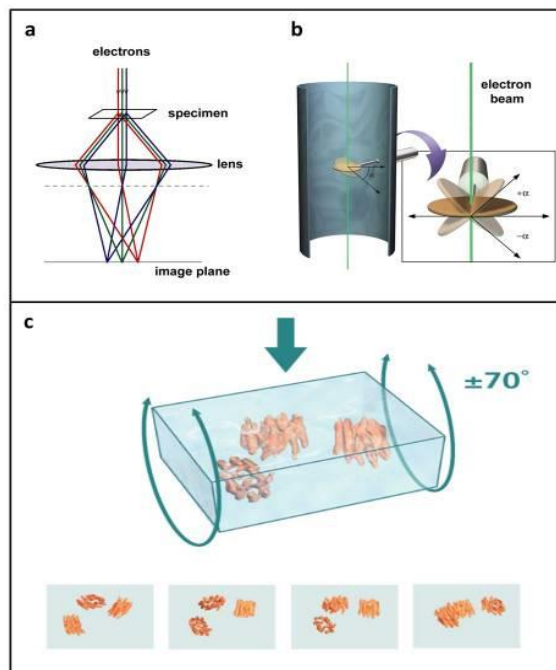 a
electrons
specimen
lens
image plane
b
electron
beam
+α
−α
c
±70°